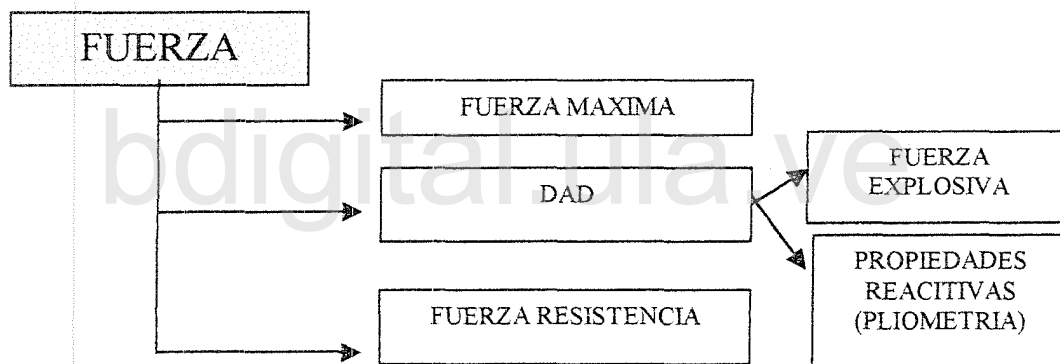 FUERZA
FUERZA MAXIMA
DAD
FUERZA RESISTENCIA
FUERZA
EXPLOSIVA
PROPIEDADES
REACITIVAS
(PLIOMETRIA)
bdigital.ula.ve